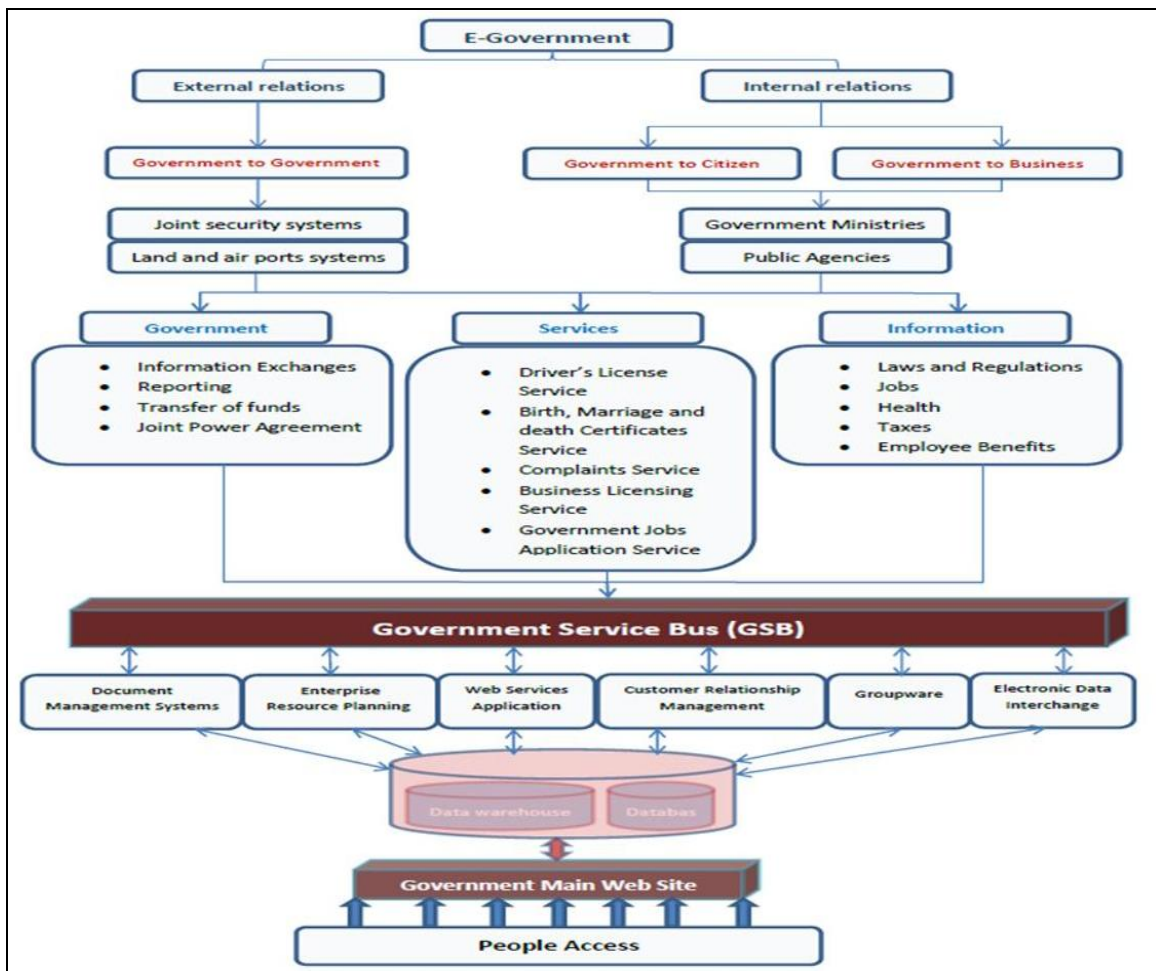 E-Government
External relations
Internal relations
Government to Government
Government to Citizen
Government to Business
Joint security systems
Government Ministries
Land and air ports systems
Public Agencies
Government
Services
Information
• Information Exchanges
• Reporting
• Transfer of funds
• Joint Power Agreement
• Driver's License
Service
• Birth, Marriage and
death Certificates
Service
• Complaints Service
• Business Licensing
Service
• Government Jobs
Application Service
• Laws and Regulations
• Jobs
• Health
• Taxes
• Employee Benefits
Government Service Bus (GSB)
Document
Management Systems
Enterprise
Resource Planning
Web Services
Application
Customer Relationship
Management
Groupware
Electronic Data
Interchange
Data warehouse
Databas
Government Main Web Site
People Access